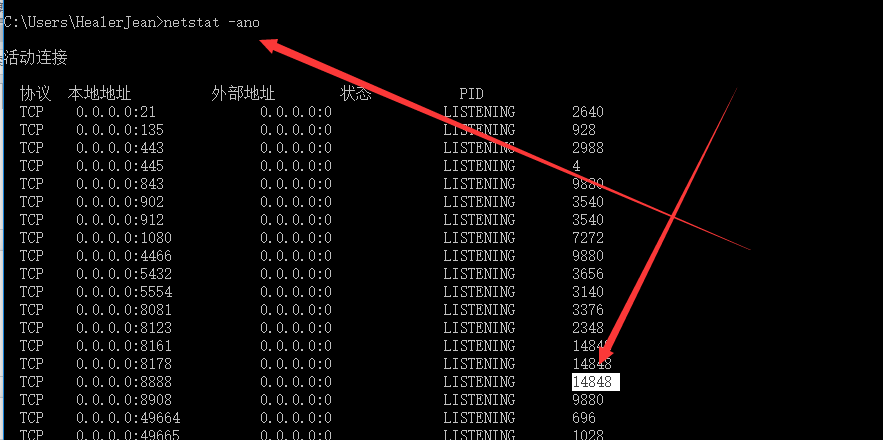 C:\Users\HealerJean>netstat -ano
活动连接
协议 本地地址 外部地址 状态 PID
TCP 0.0.0.0:21 0.0.0.0:0 LISTENING 2640
TCP 0.0.0.0:135 0.0.0.0:0 LISTENING 928
TCP 0.0.0.0:443 0.0.0.0:0 LISTENING 2988
TCP 0.0.0.0:445 0.0.0.0:0 LISTENING 4
TCP 0.0.0.0:843 0.0.0.0:0 LISTENING 9880
TCP 0.0.0.0:902 0.0.0.0:0 LISTENING 3540
TCP 0.0.0.0:912 0.0.0.0:0 LISTENING 3540
TCP 0.0.0.0:1080 0.0.0.0:0 LISTENING 7272
TCP 0.0.0.0:4466 0.0.0.0:0 LISTENING 9880
TCP 0.0.0.0:5432 0.0.0.0:0 LISTENING 3656
TCP 0.0.0.0:5554 0.0.0.0:0 LISTENING 3140
TCP 0.0.0.0:8081 0.0.0.0:0 LISTENING 3376
TCP 0.0.0.0:8123 0.0.0.0:0 LISTENING 2348
TCP 0.0.0.0:8161 0.0.0.0:0 LISTENING 14848
TCP 0.0.0.0:8178 0.0.0.0:0 LISTENING 14848
TCP 0.0.0.0:8888 0.0.0.0:0 LISTENING 14848
TCP 0.0.0.0:8908 0.0.0.0:0 LISTENING 9880
TCP 0.0.0.0:49664 0.0.0.0:0 LISTENING 696
TCP 0.0.0.0:49665 0.0.0.0:0 LISTENING 1028